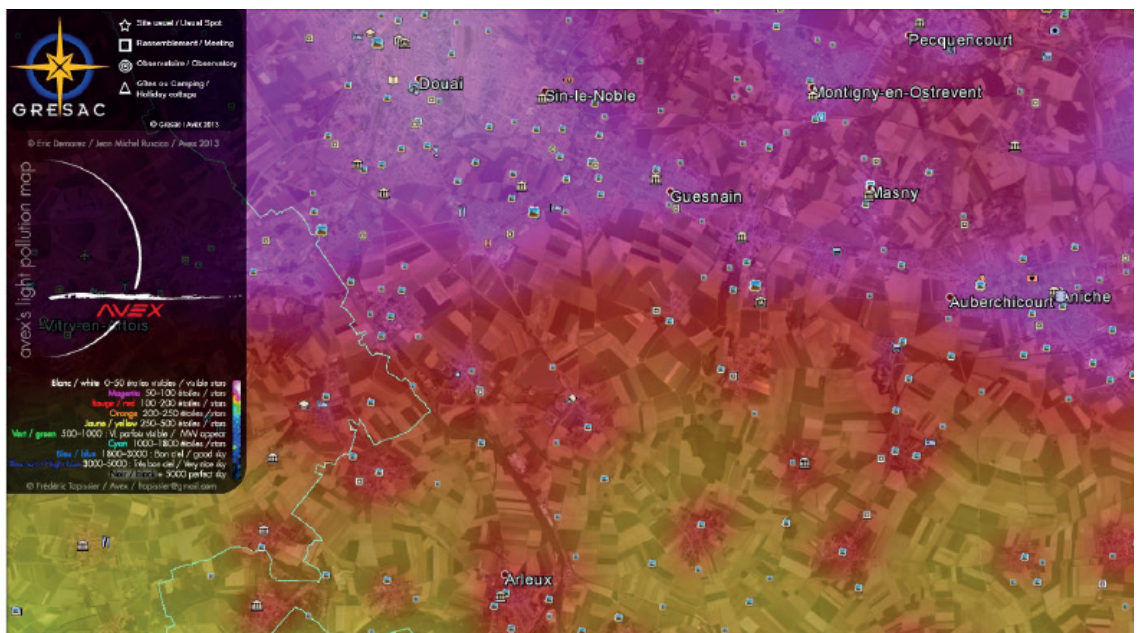 Site usuel / Usual Spot
Rassemblement / Meeting
Observatoire / Observatory
Gîtes ou Camping /
Holliday cottage
GRESAC
© Gresac / Avex 2013
© Eric Demarez / Jean Michel Ruscica / Avex 2013
avex's light pollution map
AVEX
Vitry-en-Artois
Blanc / white 0-50 étoiles visibles / visible stars
Magenta 50-100 étoiles / stars
Rouge / red 100-200 étoiles / stars
Orange 200-250 étoiles / stars
Jaune / yellow 250-500 étoiles / stars
Vert / green 500-1000 : VL parfois visible / MW appear
Cyan 1000-1800 étoiles / stars
Bleu / blue 1800-3000 : Bon ciel / good sky
3000-5000 : Très bon ciel / Very nice sky
+ 5000 perfect sky
© Frédéric Tapissier / Avex /
Pecquencourt
Douai
Sin-le-Noble
Montigny-en-Ostrevent
Guesnain
Masny
Auberchicourt
Aniche
Arleux